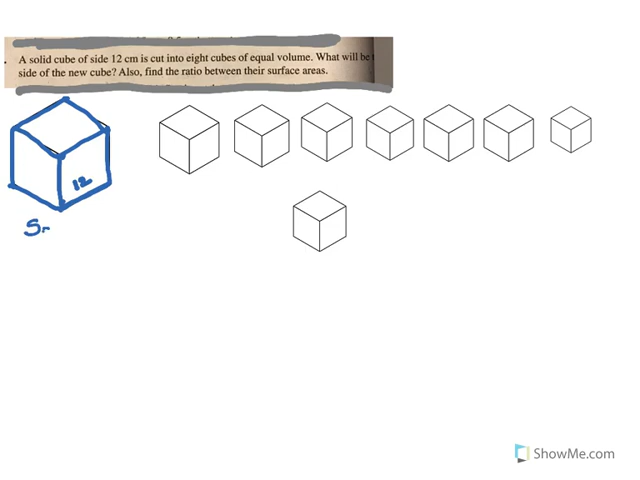 . A solid cube of side 12 cm is cut into eight cubes of equal volume. What will be
side of the new cube? Also, find the ratio between their surface areas.
12
S
ShowMe.com